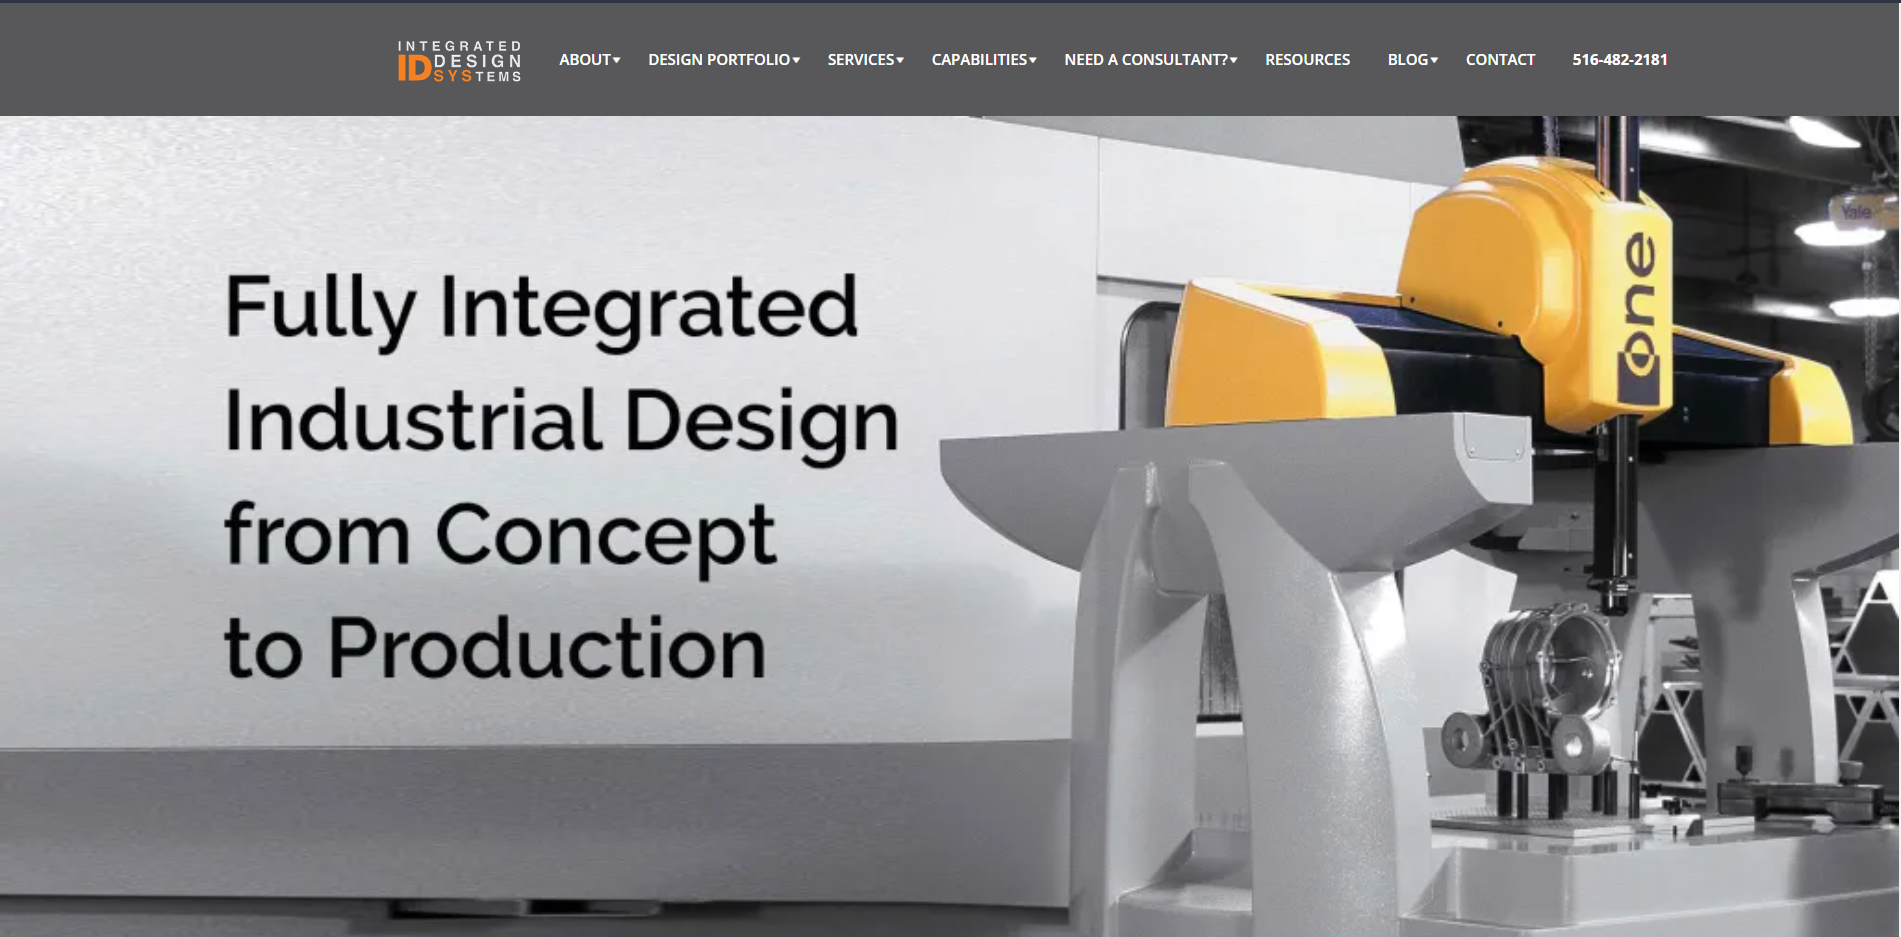 INTEGRATED
ID DESIGN
SYSTEMS
ABOUT
DESIGN PORTFOLIO
SERVICES
CAPABILITIES
NEED A CONSULTANT?
RESOURCES
BLOG
CONTACT
516-482-2181
Fully Integrated
Industrial Design
from Concept
to Production
one
Yale